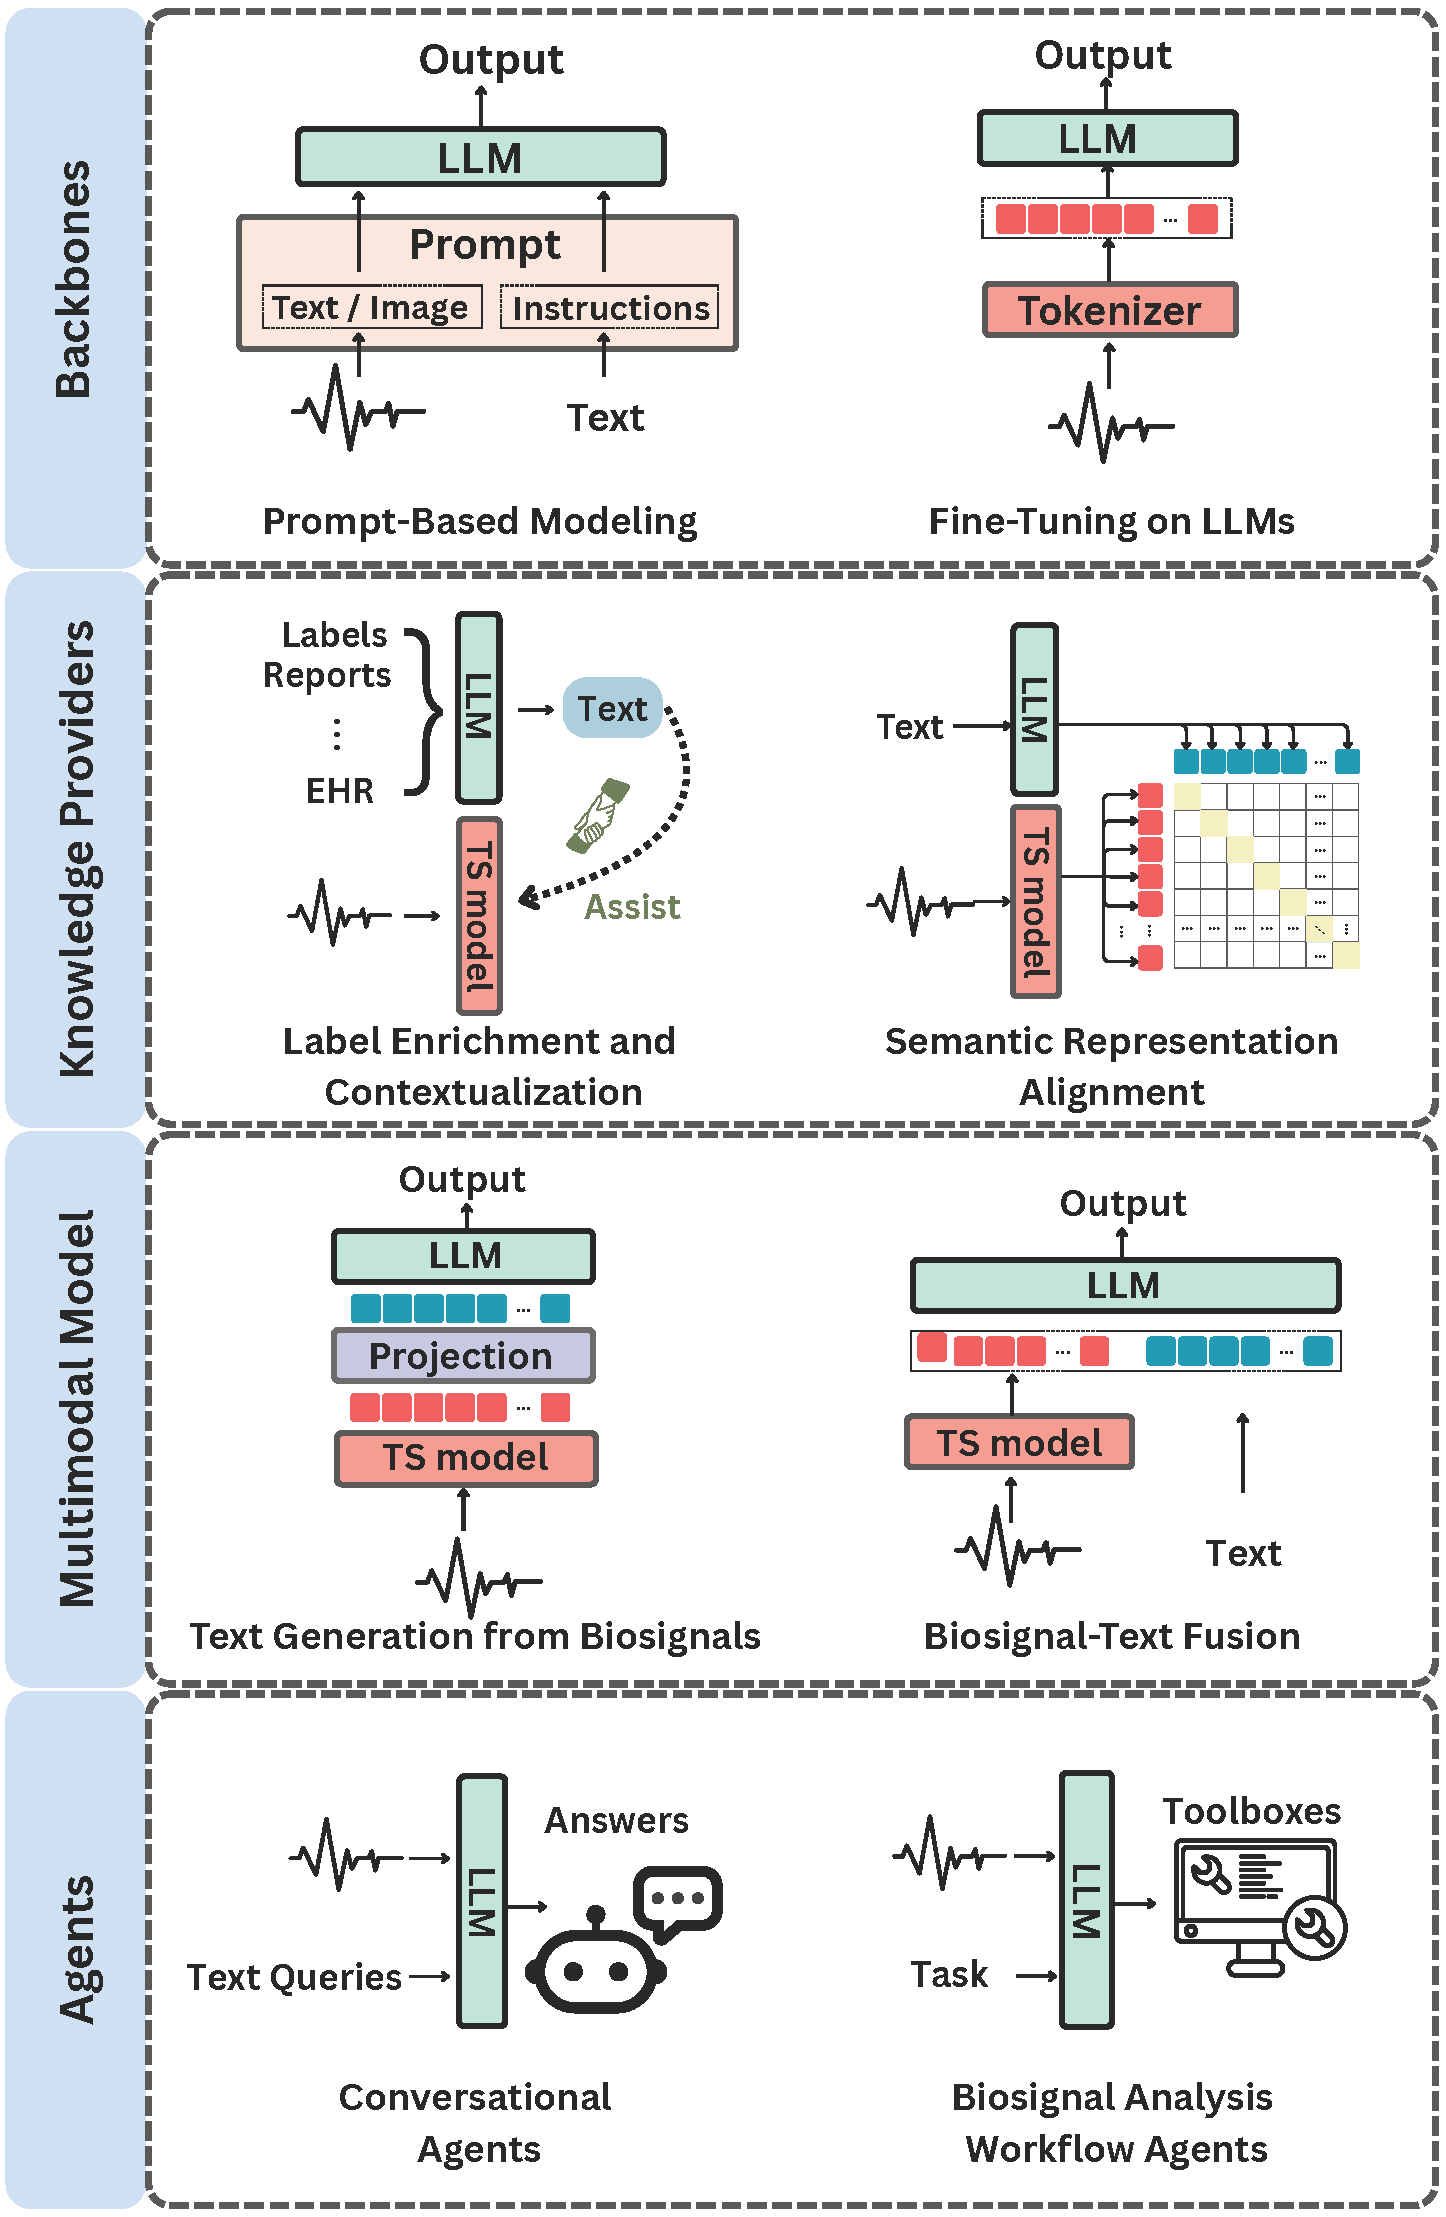 Backbones
Output
LLM
Prompt
Text / Image
Instructions
Text
Prompt-Based Modeling
Output
LLM
...
Tokenizer
Fine-Tuning on LLMs
Knowledge Providers
Labels
Reports
...
EHR
LLM
Text
TS model
Assist
Label Enrichment and
Contextualization
Text
LLM
TS model
Semantic Representation
Alignment
Multimodal Model
Output
LLM
...
Projection
...
TS model
Text Generation from Biosignals
Output
LLM
... ...
TS model
Text
Biosignal-Text Fusion
Agents
Text Queries
LLM
Answers
Conversational
Agents
Task
LLM
Toolboxes
Biosignal Analysis
Workflow Agents